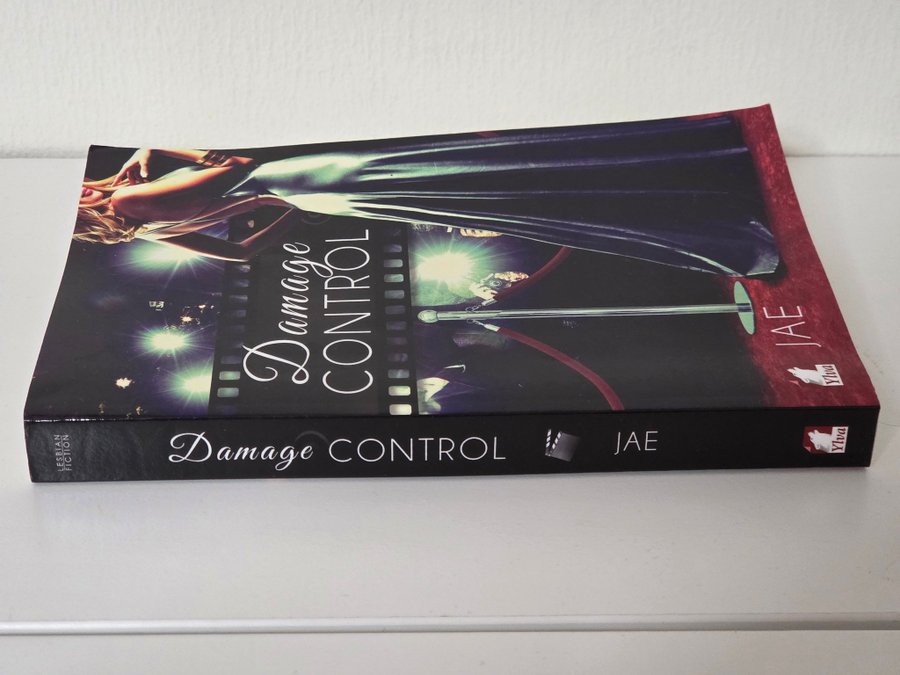 Damage
CONTROL
JAE
Ylva
LESBIAN
FICTION
Damage CONTROL
JAE
Ylva